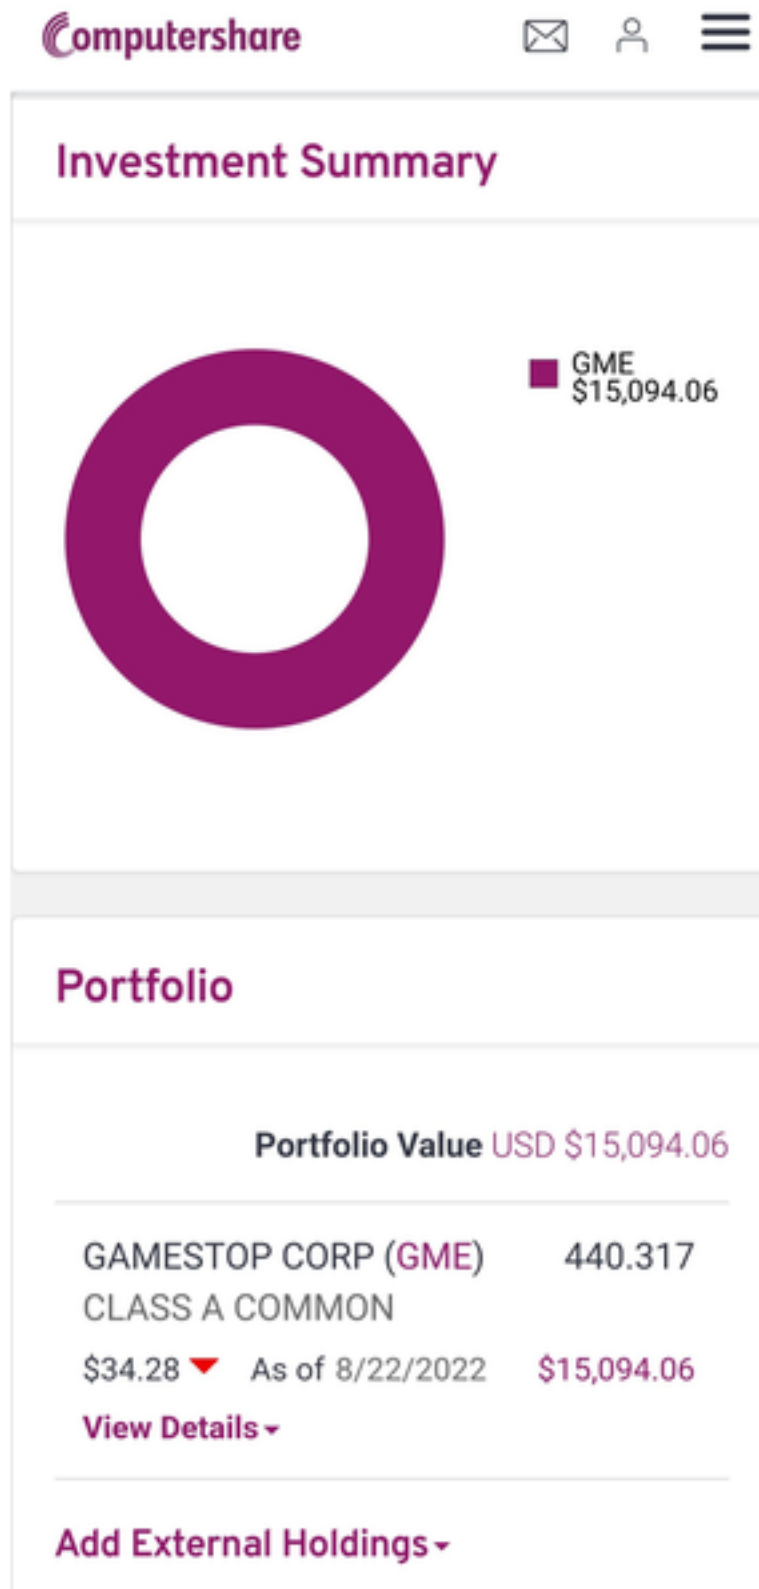 Computershare
Investment Summary
GME
$15,094.06
Portfolio
Portfolio Value USD $15,094.06
GAMESTOP CORP (GME) 440.317
CLASS A COMMON
$34.28 As of 8/22/2022 $15,094.06
View Details
Add External Holdings